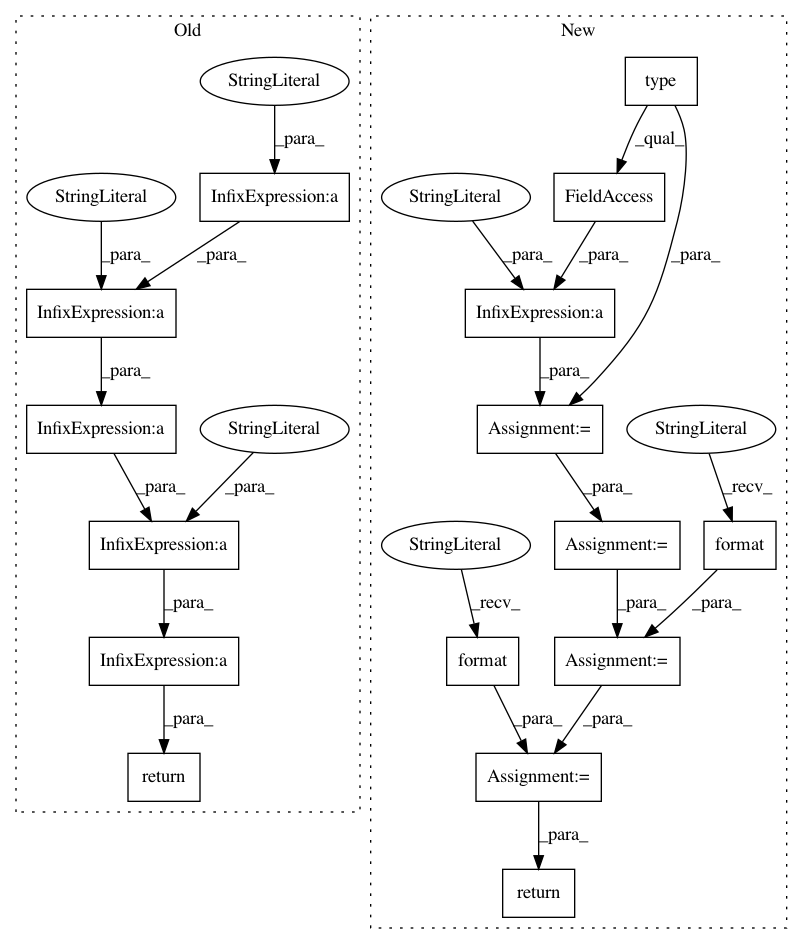 Old
New
StringLiteral
type
_para_
_qual_
StringLiteral
InfixExpression:a
StringLiteral
FieldAccess
_para_
_para_
_para_
_para_
_para_
InfixExpression:a
InfixExpression:a
_para_
_para_
InfixExpression:a
StringLiteral
Assignment:=
StringLiteral
_para_
_para_
_para_
_recv_
InfixExpression:a
StringLiteral
Assignment:=
format
_para_
_recv_
_para_
_para_
InfixExpression:a
format
Assignment:=
_para_
_para_
_para_
return
Assignment:=
_para_
return